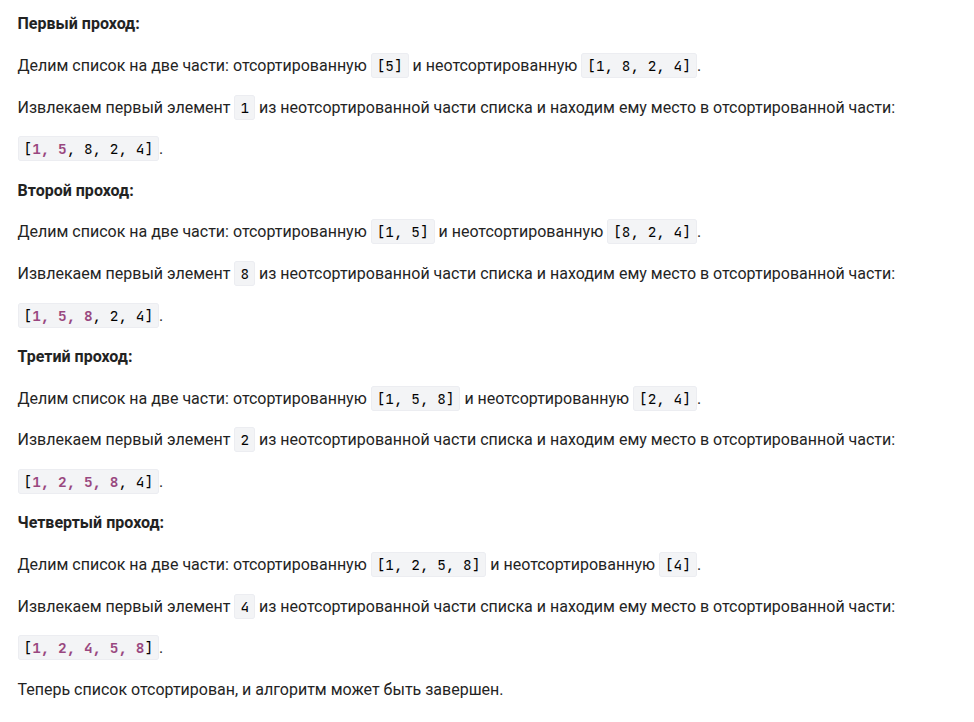 Первый проход:
Делим список на две части: отсортированную [5] и неотсортированную [1, 8, 2, 4].
Извлекаем первый элемент 1 из неотсортированной части списка и находим ему место в отсортированной части:
[1, 5, 8, 2, 4].
Второй проход:
Делим список на две части: отсортированную [1, 5] и неотсортированную [8, 2, 4].
Извлекаем первый элемент 8 из неотсортированной части списка и находим ему место в отсортированной части:
[1, 5, 8, 2, 4].
Третий проход:
Делим список на две части: отсортированную [1, 5, 8] и неотсортированную [2, 4].
Извлекаем первый элемент 2 из неотсортированной части списка и находим ему место в отсортированной части:
[1, 2, 5, 8, 4].
Четвертый проход:
Делим список на две части: отсортированную [1, 2, 5, 8] и неотсортированную [4].
Извлекаем первый элемент 4 из неотсортированной части списка и находим ему место в отсортированной части:
[1, 2, 4, 5, 8].
Теперь список отсортирован, и алгоритм может быть завершен.